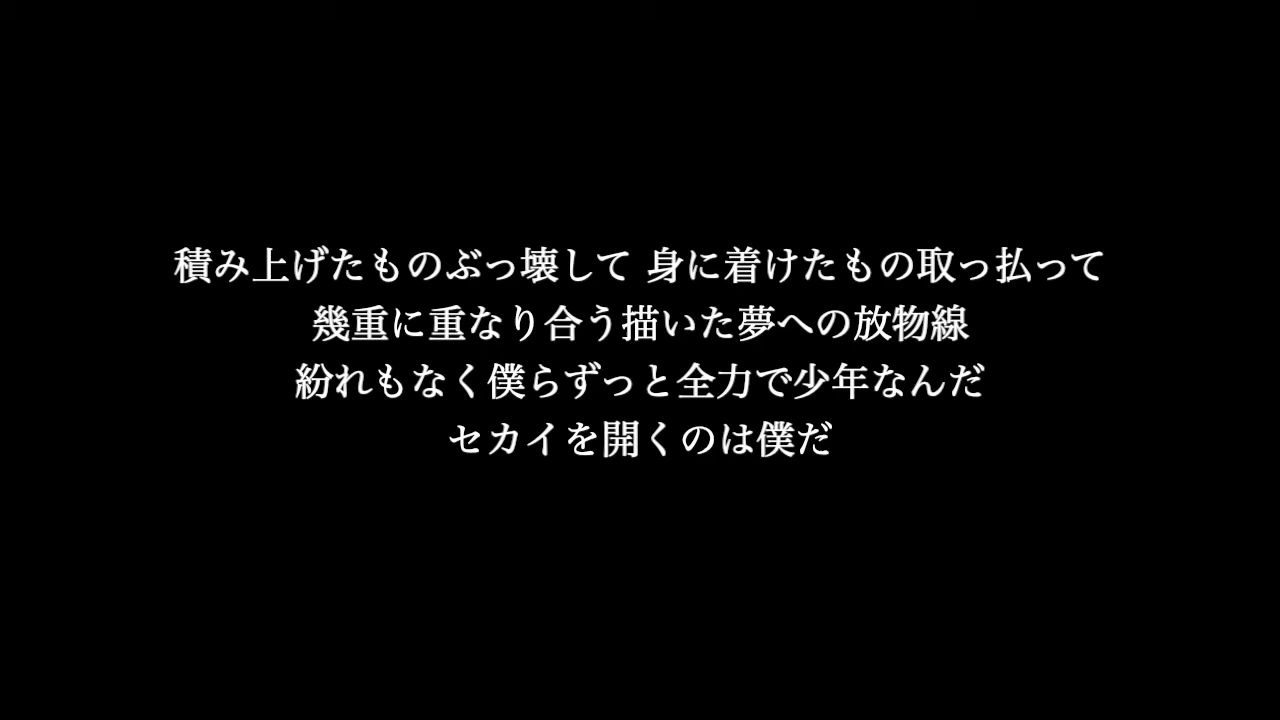 積み上げたものぶっ壊して 身に着けたもの取っ払って
幾重に重なり合う描いた夢への放物線
紛れもなく僕らずっと全力で少年なんだ
セカイを開くのは僕だ